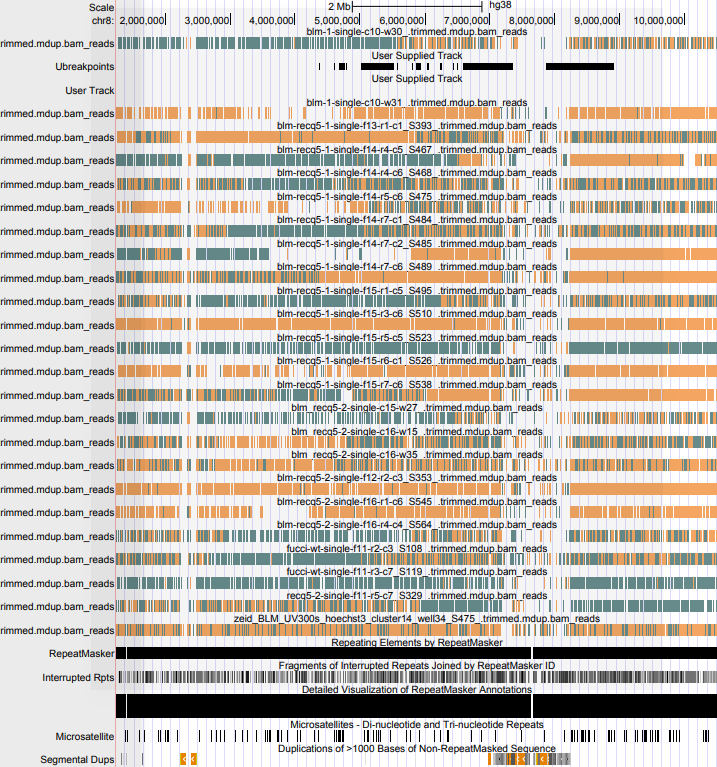 Scale 2 Mb hg38
chr8: 2,000,000 3,000,000 4,000,000 5,000,000 6,000,000 7,000,000 8,000,000 9,000,000 10,000,000
blm-1-single-c10-w30_.trimmed.mdup.bam_reads
rimmed.mdup.bam_reads
User Supplied Track
Ubreakpoints
User Supplied Track
User Track
blm-1-single-c10-w31_.trimmed.mdup.bam_reads
rimmed.mdup.bam_reads
blm-recq5-1-single-f13-r1-c1_S393_.trimmed.mdup.bam_reads
rimmed.mdup.bam_reads
blm-recq5-1-single-f14-r4-c5_S467_.trimmed.mdup.bam_reads
rimmed.mdup.bam_reads
blm-recq5-1-single-f14-r4-c6_S468_.trimmed.mdup.bam_reads
rimmed.mdup.bam_reads
blm-recq5-1-single-f14-r5-c6_S475_.trimmed.mdup.bam_reads
rimmed.mdup.bam_reads
blm-recq5-1-single-f14-r7-c1_S484_.trimmed.mdup.bam_reads
rimmed.mdup.bam_reads
blm-recq5-1-single-f14-r7-c2_S485_.trimmed.mdup.bam_reads
rimmed.mdup.bam_reads
blm-recq5-1-single-f14-r7-c6_S489_.trimmed.mdup.bam_reads
rimmed.mdup.bam_reads
blm-recq5-1-single-f15-r1-c5_S495_.trimmed.mdup.bam_reads
rimmed.mdup.bam_reads
blm-recq5-1-single-f15-r3-c6_S510_.trimmed.mdup.bam_reads
rimmed.mdup.bam_reads
blm-recq5-1-single-f15-r5-c5_S523_.trimmed.mdup.bam_reads
rimmed.mdup.bam_reads
blm-recq5-1-single-f15-r6-c1_S526_.trimmed.mdup.bam_reads
rimmed.mdup.bam_reads
blm-recq5-1-single-f15-r7-c6_S538_.trimmed.mdup.bam_reads
rimmed.mdup.bam_reads
blm_recq5-2-single-c15-w27_.trimmed.mdup.bam_reads
rimmed.mdup.bam_reads
blm_recq5-2-single-c16-w15_.trimmed.mdup.bam_reads
rimmed.mdup.bam_reads
blm_recq5-2-single-c16-w35_.trimmed.mdup.bam_reads
rimmed.mdup.bam_reads
blm-recq5-2-single-f12-r2-c3_S353_.trimmed.mdup.bam_reads
rimmed.mdup.bam_reads
blm-recq5-2-single-f16-r1-c6_S545_.trimmed.mdup.bam_reads
rimmed.mdup.bam_reads
blm-recq5-2-single-f16-r4-c4_S564_.trimmed.mdup.bam_reads
rimmed.mdup.bam_reads
fucci-wt-single-f11-r2-c3_S108_.trimmed.mdup.bam_reads
rimmed.mdup.bam_reads
fucci-wt-single-f11-r3-c7_S119_.trimmed.mdup.bam_reads
rimmed.mdup.bam_reads
recq5-2-single-f11-r5-c7_S329_.trimmed.mdup.bam_reads
rimmed.mdup.bam_reads
zeid_BLM_UV300s_hoechst3_cluster14_well34_S475_.trimmed.mdup.bam_reads
rimmed.mdup.bam_reads
Repeating Elements by RepeatMasker
RepeatMasker
Fragments of Interrupted Repeats Joined by RepeatMasker ID
Interrupted Rpts
Detailed Visualization of RepeatMasker Annotations
Microsatellites - Di-nucleotide and Tri-nucleotide Repeats
Microsatellite
Duplications of >1000 Bases of Non-RepeatMasked Sequence
Segmental Dups